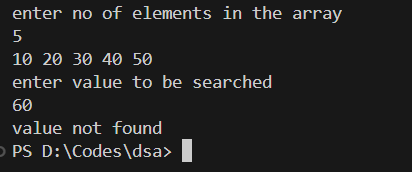 enter no of elements in the array
5
10 20 30 40 50
enter value to be searched
60
value not found
PS D:\Codes\dsa>